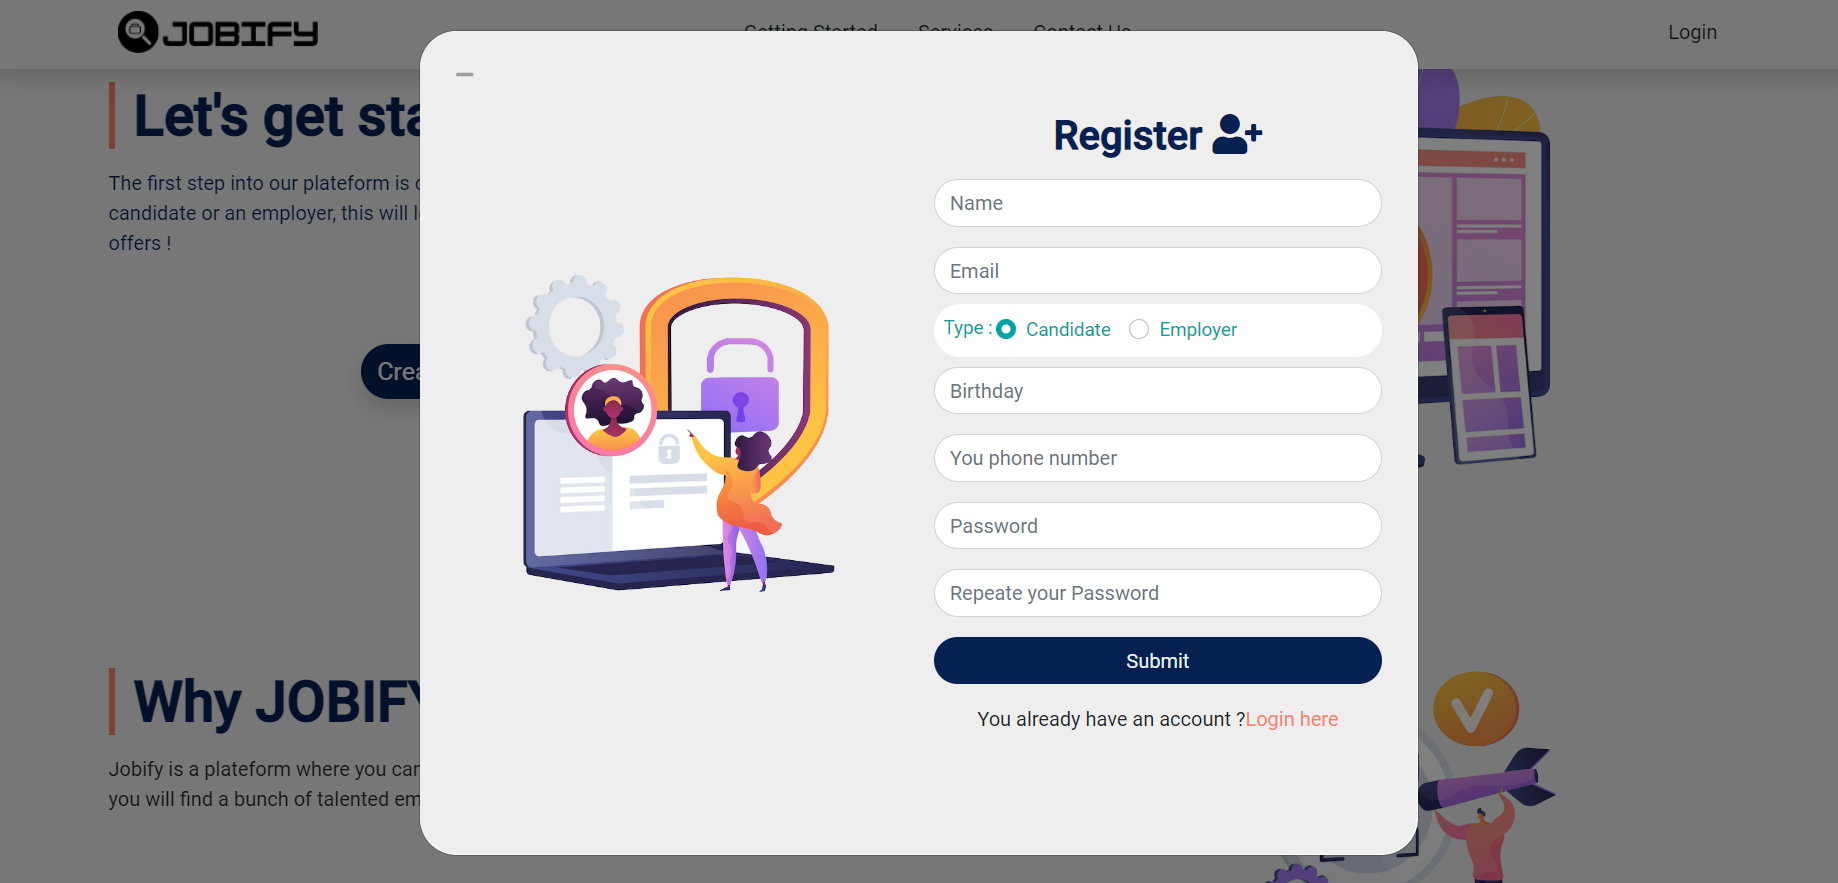 JOBIFY
Getting Started Services Contact Us
Login
Let's get sta
The first step into our plateform is c
candidate or an employer, this will l
offers !
Crea
Why JOBIFY
Jobify is a plateform where you can
you will find a bunch of talented em
Register
Name
Email
Type : Candidate Employer
Birthday
You phone number
Password
Repeate your Password
Submit
You already have an account ?Login here